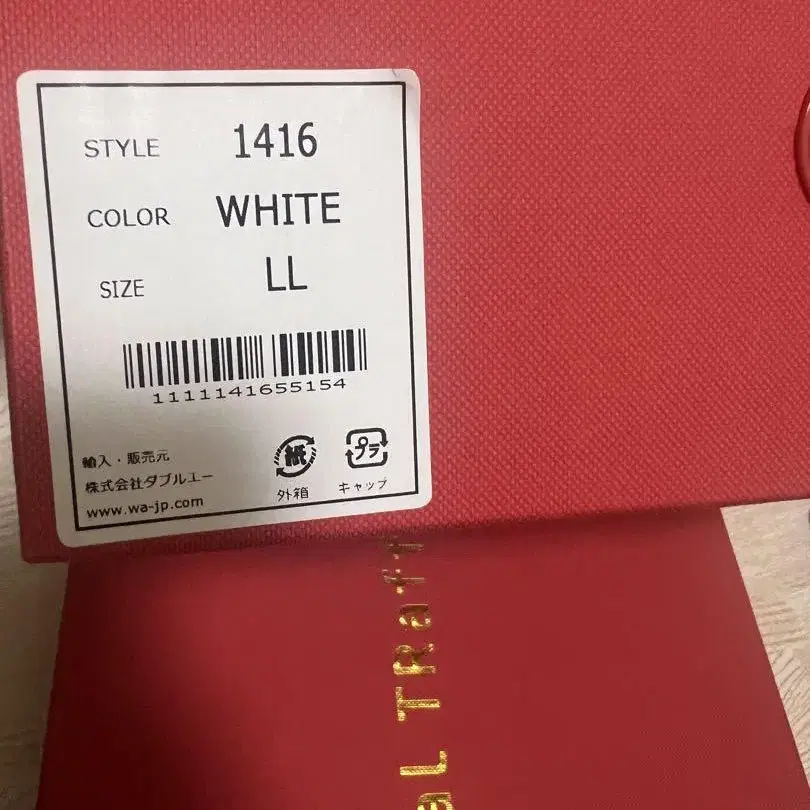 STYLE 1416
COLOR WHITE
SIZE LL
1111141655154
輸入・販売元
株式会社ダブルエー
www.wa-jp.com
紙
外箱
プラ
キャップ